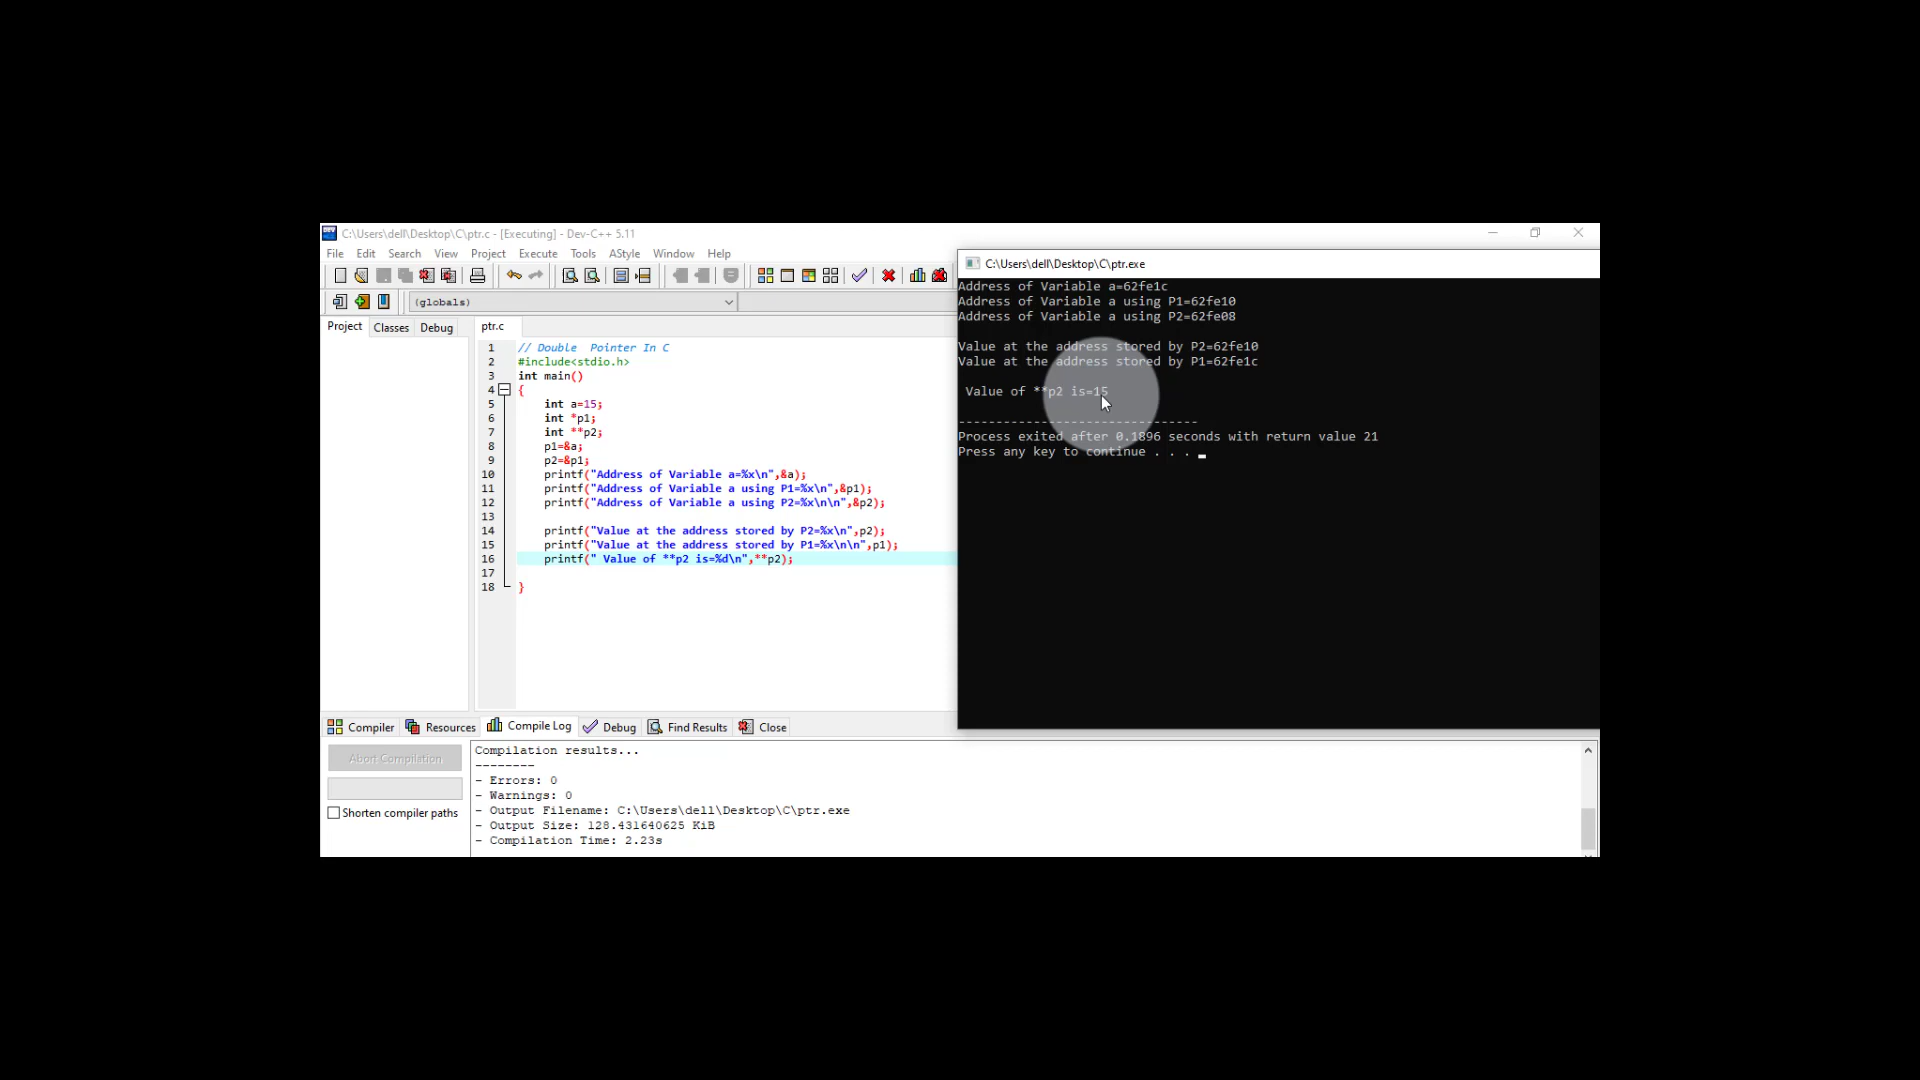 C:\Users\dell\Desktop\C\ptr.c - [Executing] - Dev-C++ 5.11
File Edit Search View Project Execute Tools AStyle Window Help
(globals)
Project Classes Debug
ptr.c
1 // Double  Pointer In C
2 #include<stdio.h>
3 int main()
4 {
5 int a=15;
6 int *p1;
7 int **p2;
8 p1=&a;
9 p2=&p1;
10 printf("Address of Variable a=%x\n",&a);
11 printf("Address of Variable a using P1=%x\n",&p1);
12 printf("Address of Variable a using P2=%x\n\n",&p2);
13
14 printf("Value at the address stored by P2=%x\n",p2);
15 printf("Value at the address stored by P1=%x\n\n",p1);
16 printf(" Value of **p2 is=%d\n",**p2);
17
18 }
C:\Users\dell\Desktop\C\ptr.exe
Address of Variable a=62fe1c
Address of Variable a using P1=62fe10
Address of Variable a using P2=62fe08
Value at the address stored by P2=62fe10
Value at the address stored by P1=62fe1c
Value of **p2 is=15
--------------------------------
Process exited after 0.1896 seconds with return value 21
Press any key to continue . . .
Compiler Resources Compile Log Debug Find Results Close
Abort Compilation
Shorten compiler paths
Compilation results...
--------
- Errors: 0
- Warnings: 0
- Output Filename: C:\Users\dell\Desktop\C\ptr.exe
- Output Size: 128.431640625 KiB
- Compilation Time: 2.23s